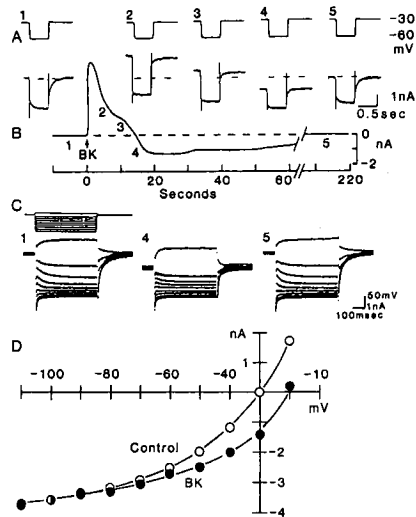 1 2 3 4 5 -30
A -60
mV
1nA
0.5sec
2
3
B 1 4 5 0 nA
BK -2
0 20 40 60 220
Seconds
C
1 4 5
50mV
1nA
100msec
D nA
-100 -80 -60 -40 -10
mV
1
Control
BK
-1
-2
-3
-4